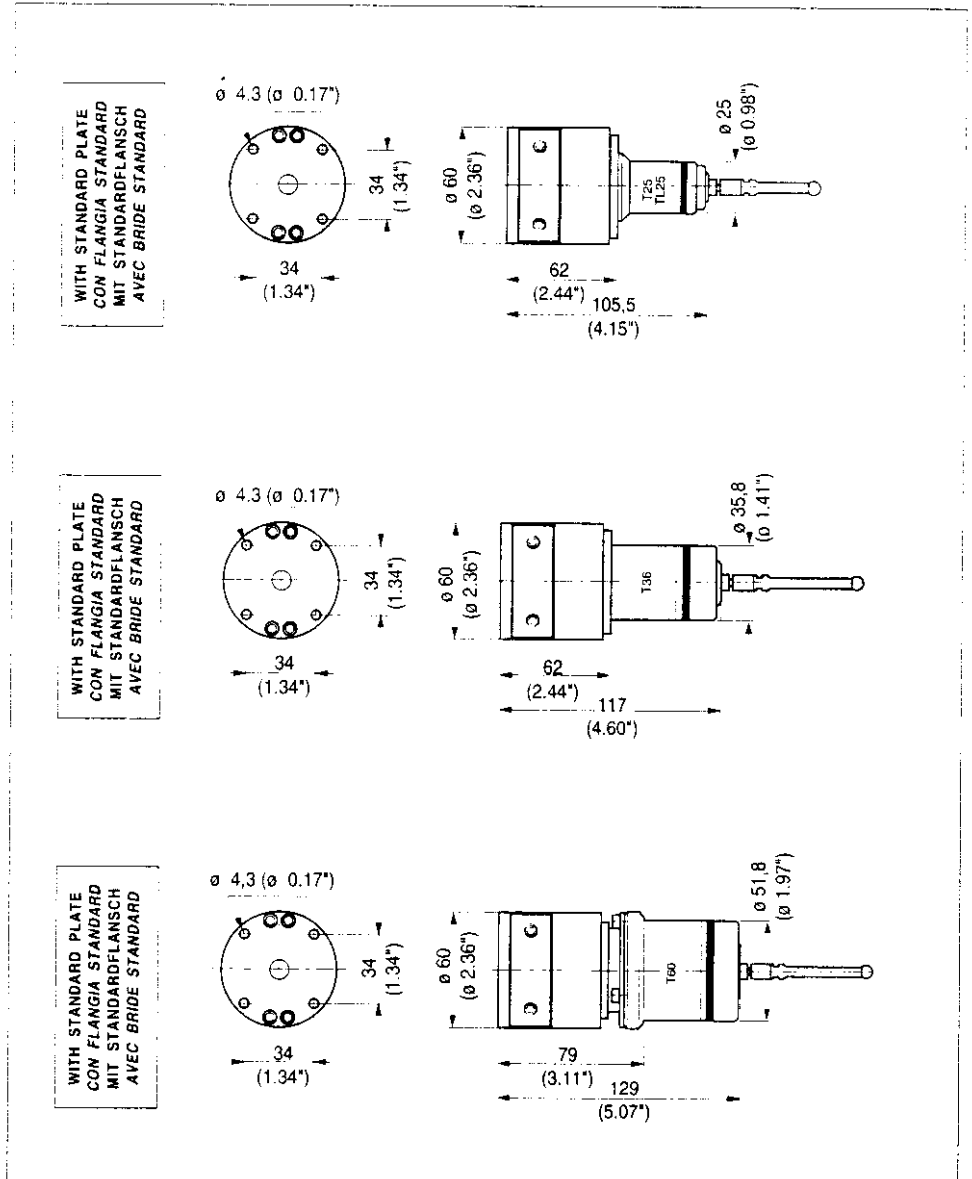 WITH STANDARD PLATE
CON FLANGIA STANDARD
MIT STANDARDFLANSCH
AVEC BRIDE STANDARD
ø 4.3 (ø 0.17")
34
(1.34")
34
(1.34")
ø 60
(ø 2.36")
T25
TL25
ø 25
(ø 0.98")
62
(2.44")
105,5
(4.15")
WITH STANDARD PLATE
CON FLANGIA STANDARD
MIT STANDARDFLANSCH
AVEC BRIDE STANDARD
ø 4.3 (ø 0.17")
34
(1.34")
34
(1.34")
ø 60
(ø 2.36")
T36
ø 35,8
(ø 1.41")
62
(2.44")
117
(4.60")
WITH STANDARD PLATE
CON FLANGIA STANDARD
MIT STANDARDFLANSCH
AVEC BRIDE STANDARD
ø 4,3 (ø 0.17")
34
(1.34")
34
(1.34")
ø 60
(ø 2.36")
T60
ø 51,8
(ø 1.97")
79
(3.11")
129
(5.07")